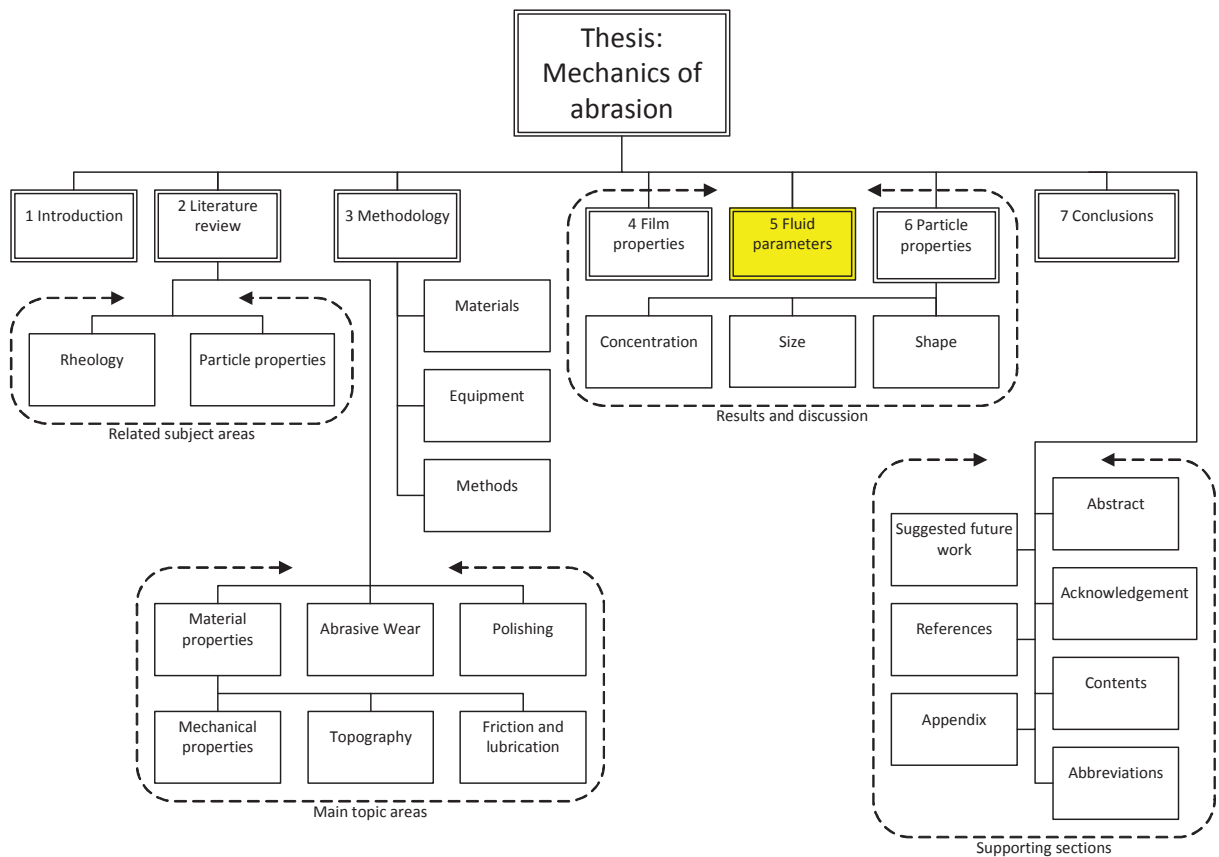 Thesis:
Mechanics of
abrasion
1 Introduction
2 Literature
review
3 Methodology
4 Film
properties
5 Fluid
parameters
6 Particle
properties
7 Conclusions
Rheology
Particle properties
Related subject areas
Materials
Equipment
Methods
Concentration
Size
Shape
Results and discussion
Material
properties
Abrasive Wear
Polishing
Mechanical
properties
Topography
Friction and
lubrication
Main topic areas
Suggested future
work
References
Appendix
Abstract
Acknowledgement
Contents
Abbreviations
Supporting sections